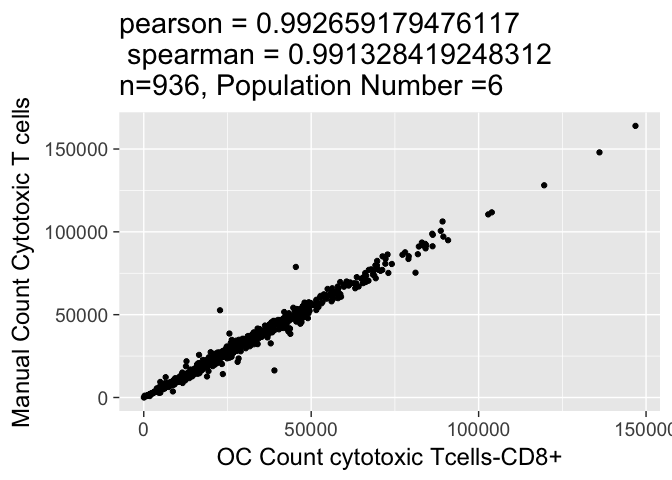 pearson = 0.992659179476117
spearman = 0.991328419248312
n=936, Population Number =6
Manual Count Cytotoxic T cells
150000
100000
50000
0
0
50000
100000
150000
OC Count cytotoxic Tcells-CD8+